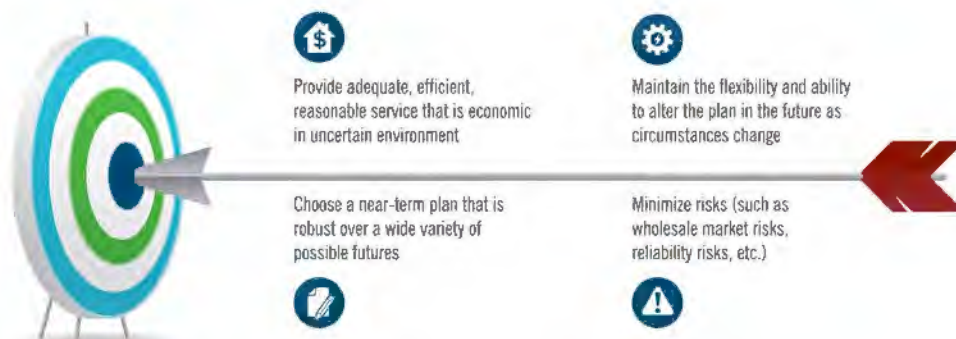 Provide adequate, efficient,
reasonable service that is economic
in uncertain environment
Maintain the flexibility and ability
to alter the plan in the future as
circumstances change
Choose a near-term plan that is
robust over a wide variety of
possible futures
Minimize risks (such as
wholesale market risks,
reliability risks, etc.)